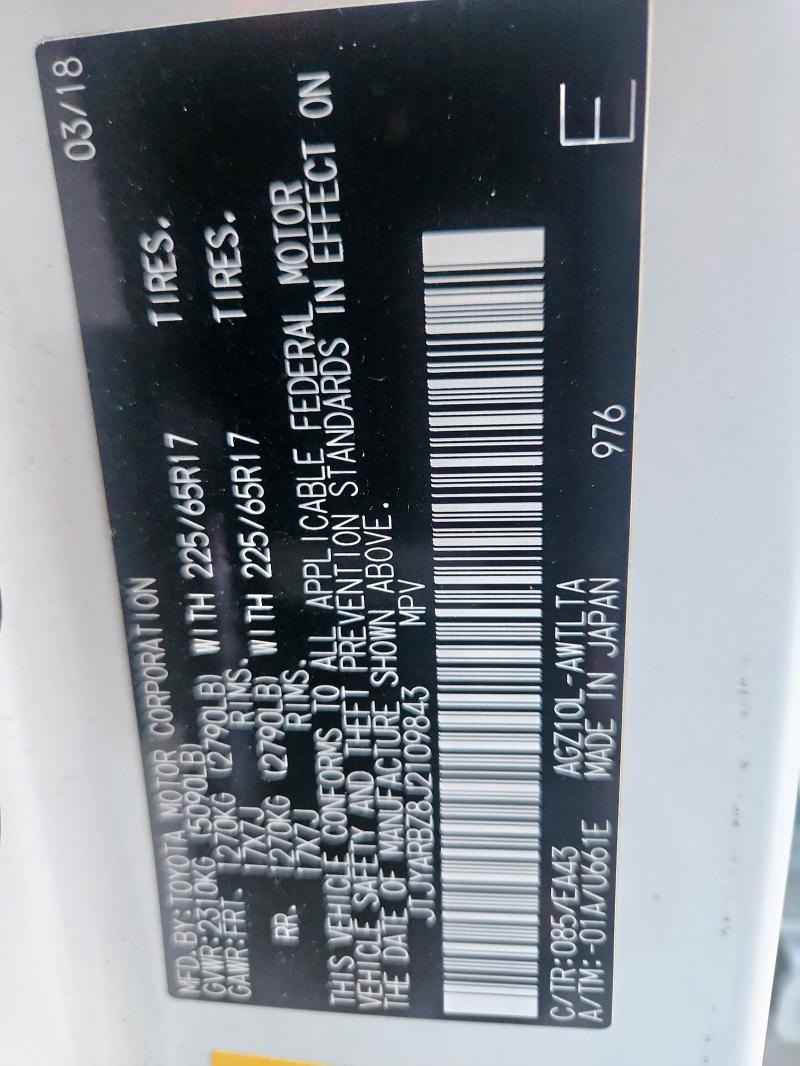 MFD.BY:TOYOTA MOTOR CORPORATION 03/18
GVWR:2310KG (5090LB)
GAWR:FRT. 1270KG (2790LB) WITH 225/65R17 TIRES.
17X7J RIMS.
RR. 1270KG (2790LB) WITH 225/65R17 TIRES.
17X7J RIMS.
THIS VEHICLE CONFORMS TO ALL APPLICABLE FEDERAL MOTOR
VEHICLE SAFETY AND THEFT PREVENTION STANDARDS IN EFFECT ON
THE DATE OF MANUFACTURE SHOWN ABOVE.
JTJYARBZ8J2109843 MPV
C/TR:085/EA43 AGZ10L-AWTLTA
A/TM:-01A/U661E MADE IN JAPAN 976 E